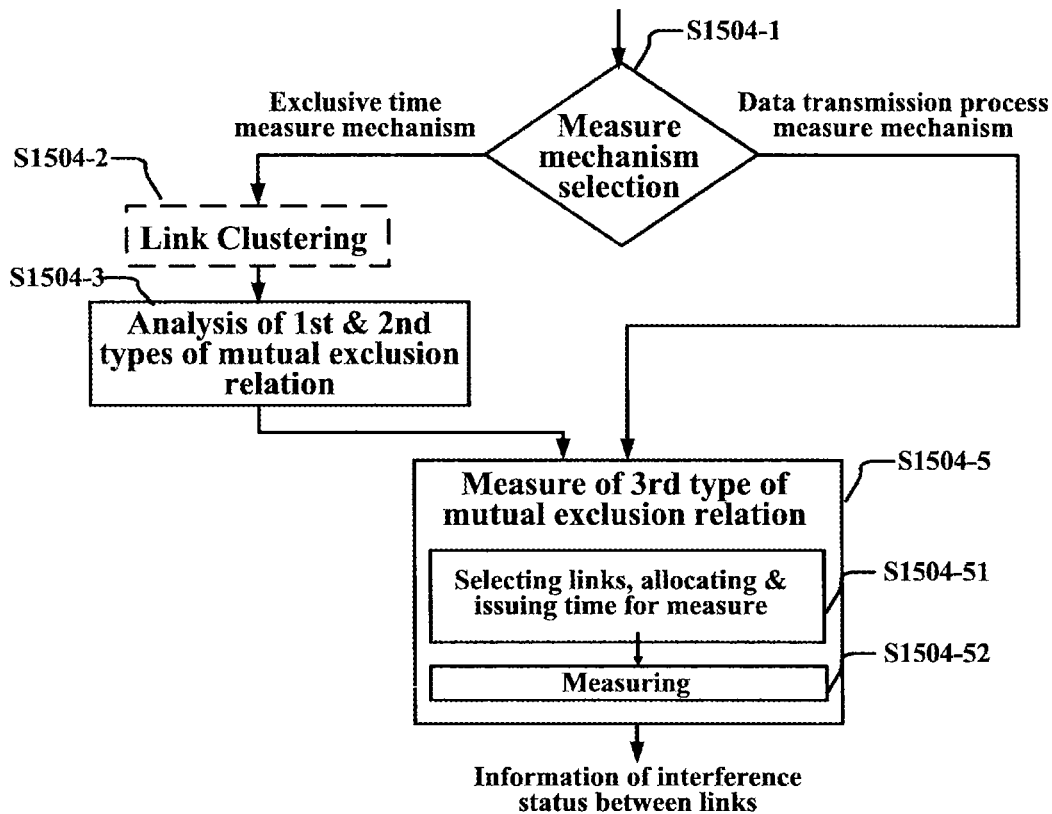 S1504-1
Exclusive time
measure mechanism
Data transmission process
measure mechanism
Measure
mechanism
selection
S1504-2
Link Clustering
S1504-3
Analysis of 1st & 2nd
types of mutual exclusion
relation
S1504-5
Measure of 3rd type of
mutual exclusion relation
S1504-51
Selecting links, allocating &
issuing time for measure
S1504-52
Measuring
Information of interference
status between links